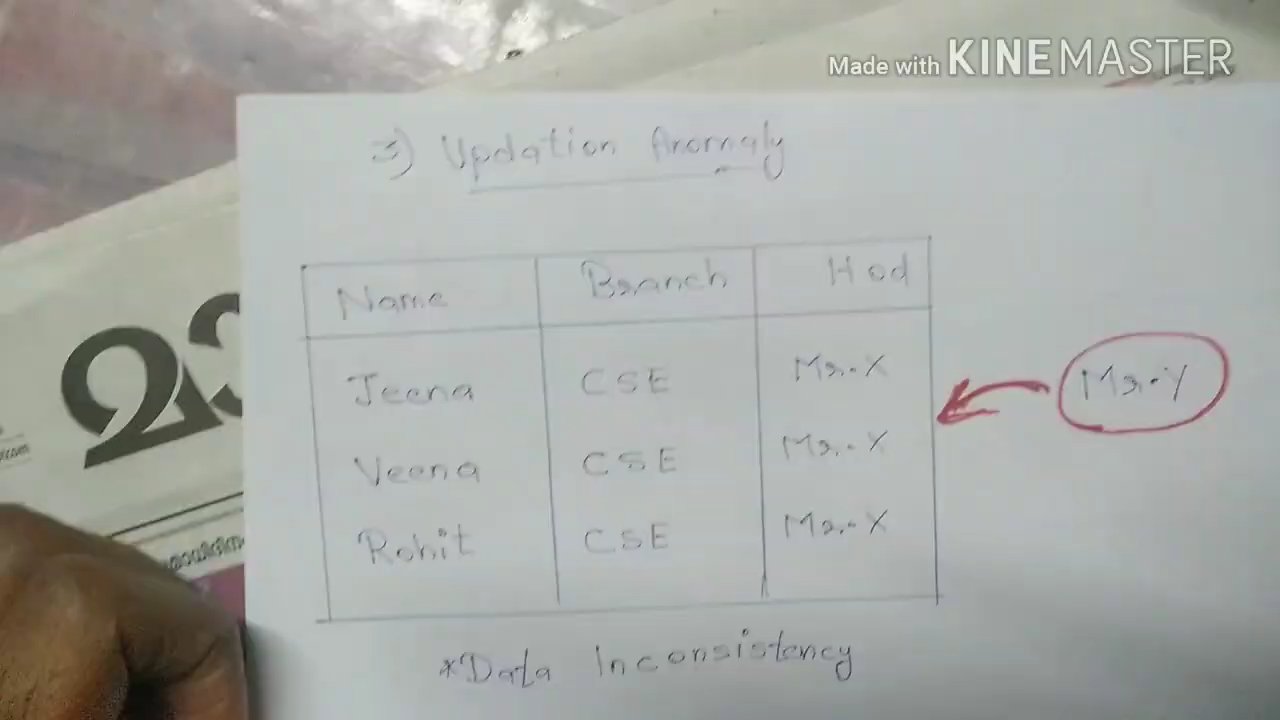 Made with KINEMASTER
3) Updation Anomaly
Name Branch Hod
Jeena CSE Mr.X
Mr.Y
Veena CSE Mr.X
Rohit CSE Mr.X
*Data Inconsistency